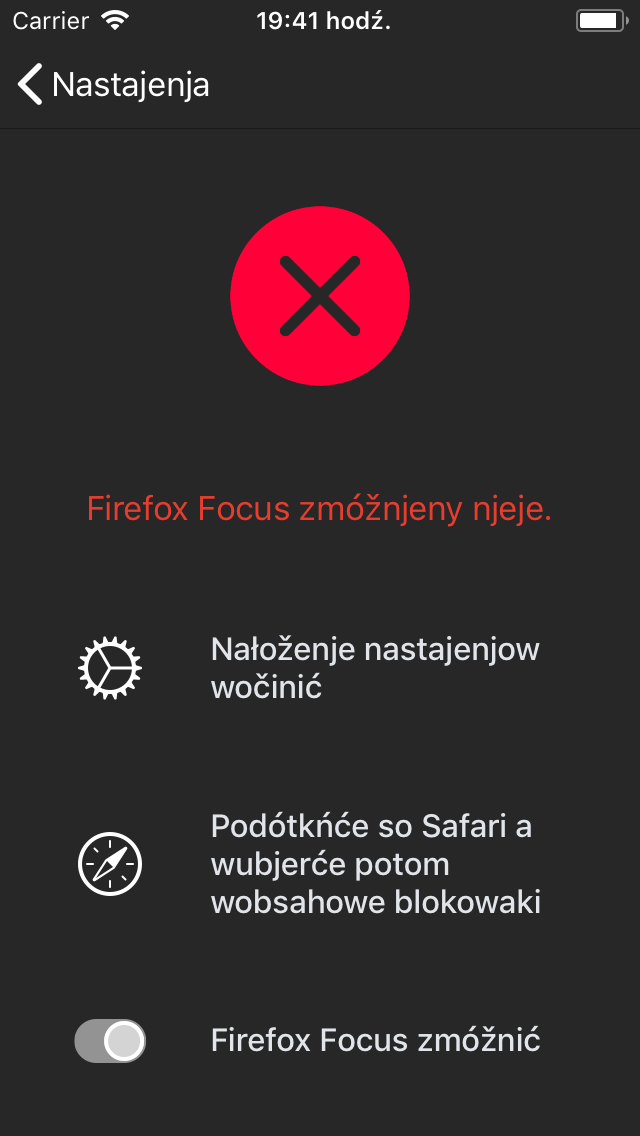 Carrier 19:41 hodź.
Nastajenja
Firefox Focus zmóžnjeny njeje.
Nałoženje nastajenjow
wočinić
Podótkńće so Safari a
wubjerće potom
wobsahowe blokowaki
Firefox Focus zmóžnić